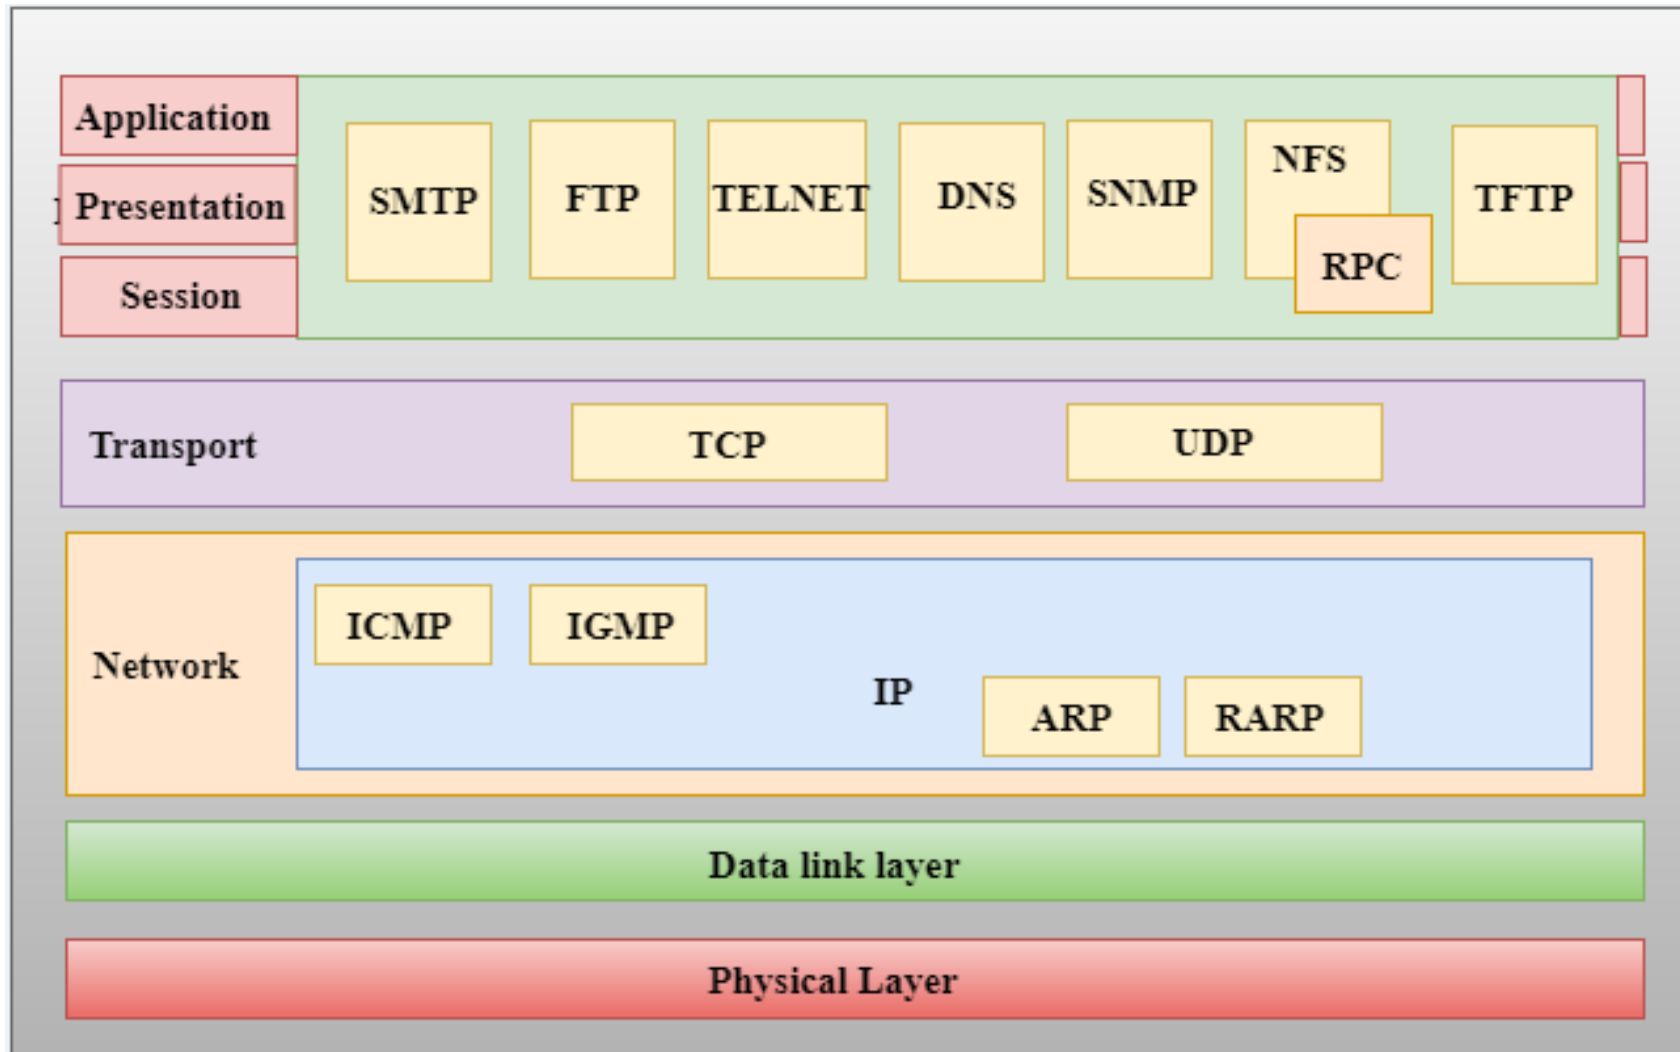 Application
Presentation
Session
SMTP
FTP
TELNET
DNS
SNMP
NFS
RPC
TFTP
Transport
TCP
UDP
Network
ICMP
IGMP
IP
ARP
RARP
Data link layer
Physical Layer